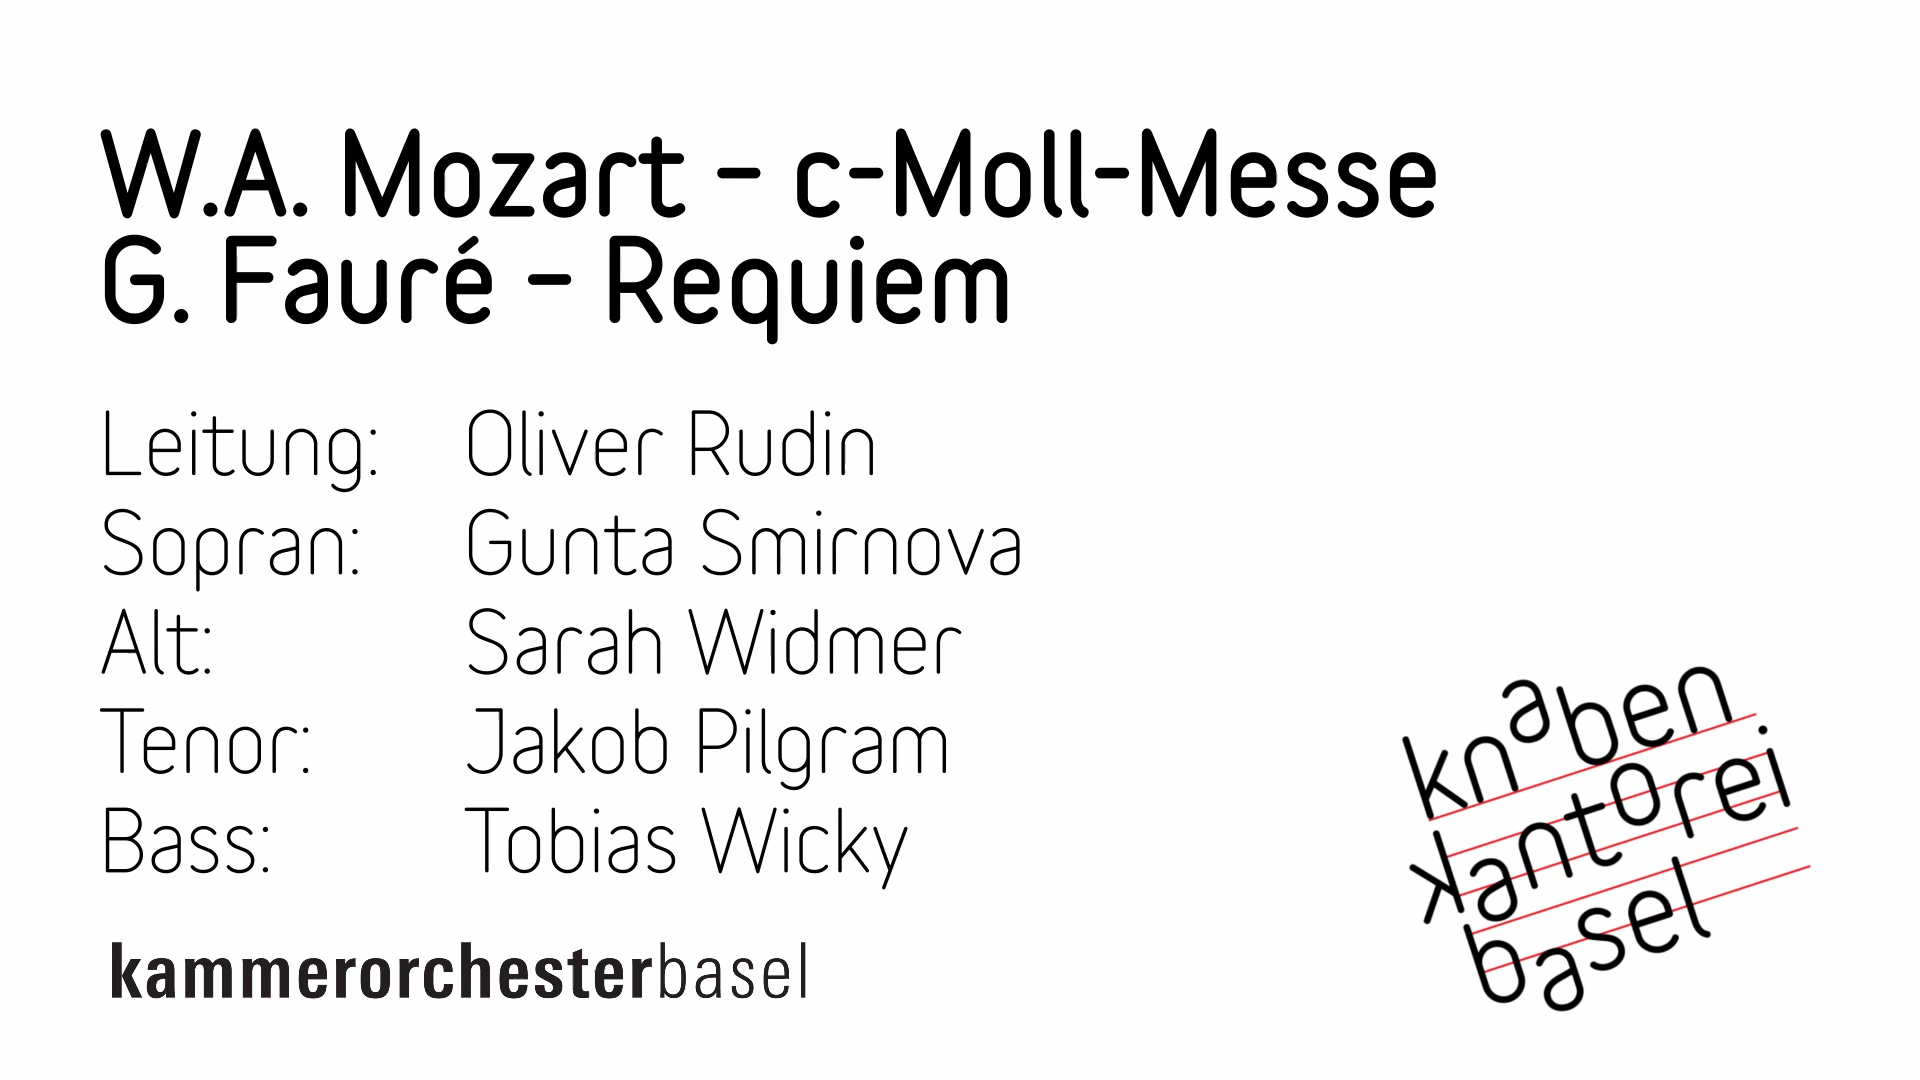 W.A. Mozart – c-Moll-Messe
G. Fauré – Requiem
Leitung: Oliver Rudin
Sopran: Gunta Smirnova
Alt: Sarah Widmer
Tenor: Jakob Pilgram
Bass: Tobias Wicky
kammerorchesterbasel
knaben
kantorei
basel